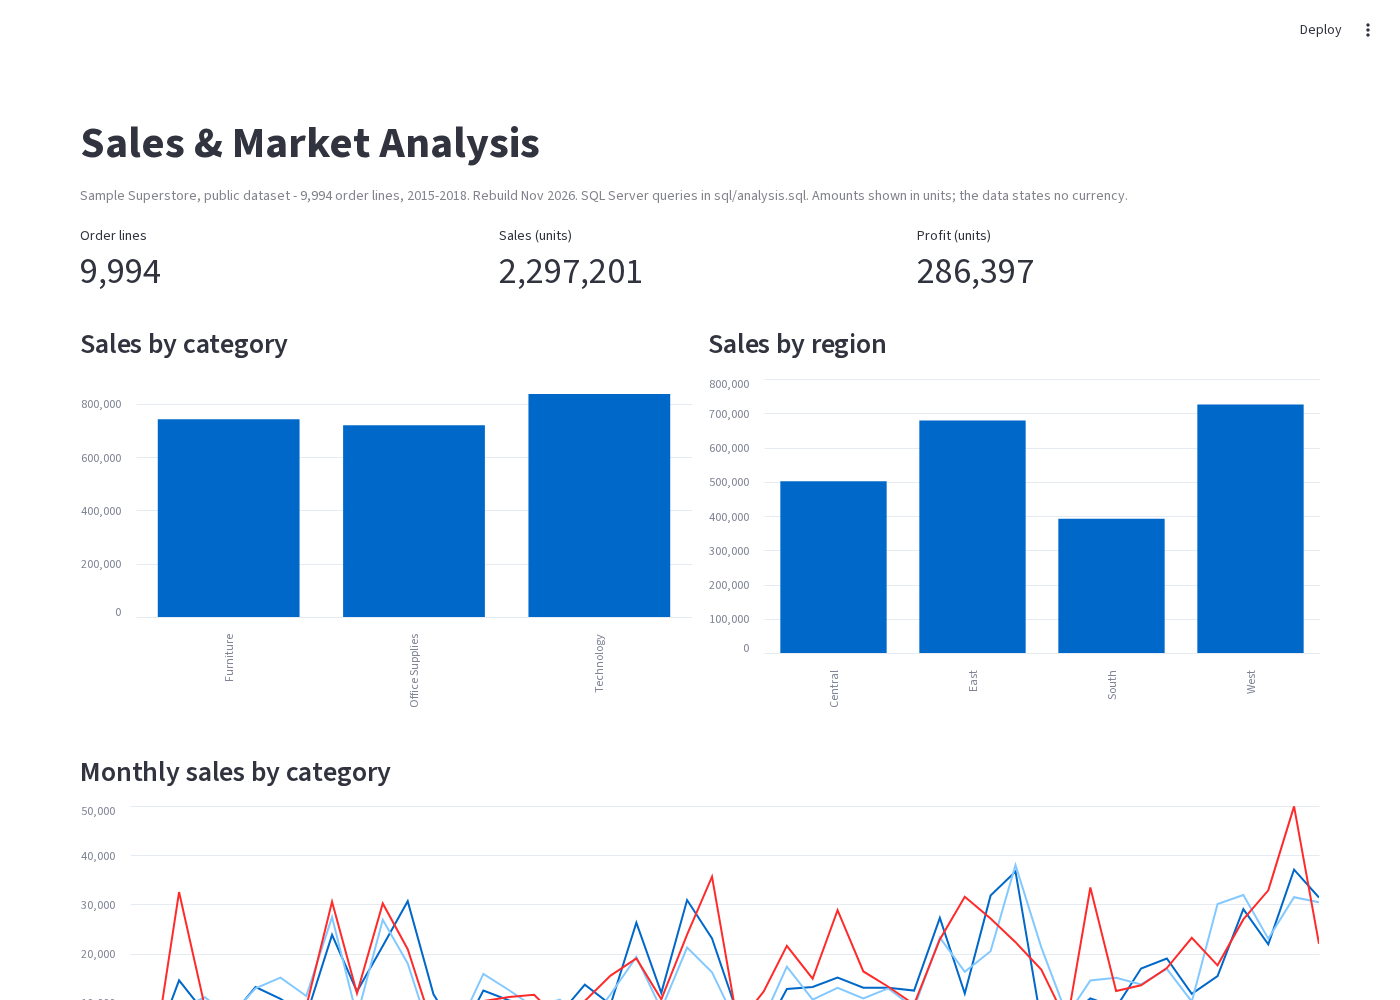 Deploy
Sales & Market Analysis
Sample Superstore, public dataset - 9,994 order lines, 2015-2018. Rebuild Nov 2026. SQL Server queries in sql/analysis.sql. Amounts shown in units; the data states no currency.
Order lines
9,994
Sales (units)
2,297,201
Profit (units)
286,397
Sales by category
800,000
600,000
400,000
200,000
0
Furniture
Office Supplies
Technology
Sales by region
800,000
700,000
600,000
500,000
400,000
300,000
200,000
100,000
0
Central
East
South
West
Monthly sales by category
50,000
40,000
30,000
20,000